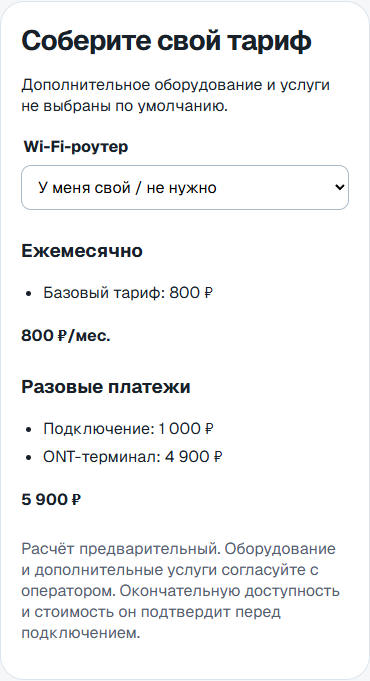 Соберите свой тариф
Дополнительное оборудование и услуги
не выбраны по умолчанию.
Wi-Fi-роутер
У меня свой / не нужно
Ежемесячно
• Базовый тариф: 800 ₽
800 ₽/мес.
Разовые платежи
• Подключение: 1 000 ₽
• ONT-терминал: 4 900 ₽
5 900 ₽
Расчёт предварительный. Оборудование
и дополнительные услуги согласуйте с
оператором. Окончательную доступность
и стоимость он подтвердит перед
подключением.